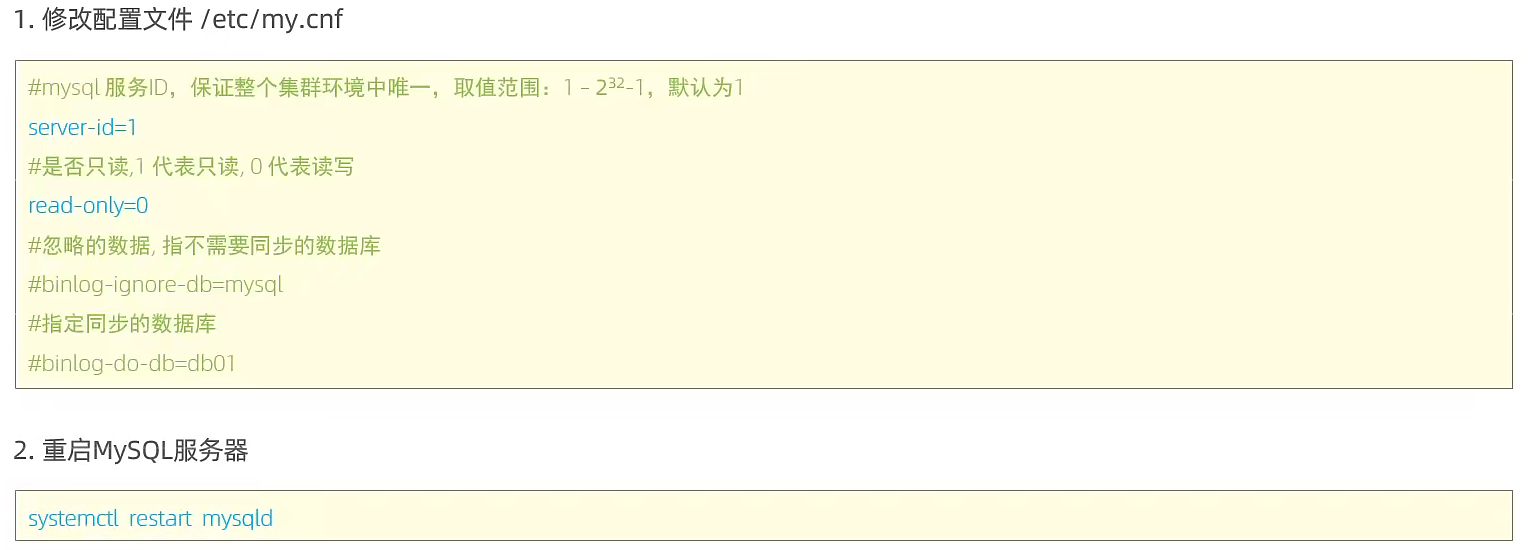 1. 修改配置文件 /etc/my.cnf
#mysql 服务ID，保证整个集群环境中唯一，取值范围：1 – 2³²-1，默认为1
server-id=1
#是否只读,1 代表只读, 0 代表读写
read-only=0
#忽略的数据, 指不需要同步的数据库
#binlog-ignore-db=mysql
#指定同步的数据库
#binlog-do-db=db01
2. 重启MySQL服务器
systemctl restart mysqld